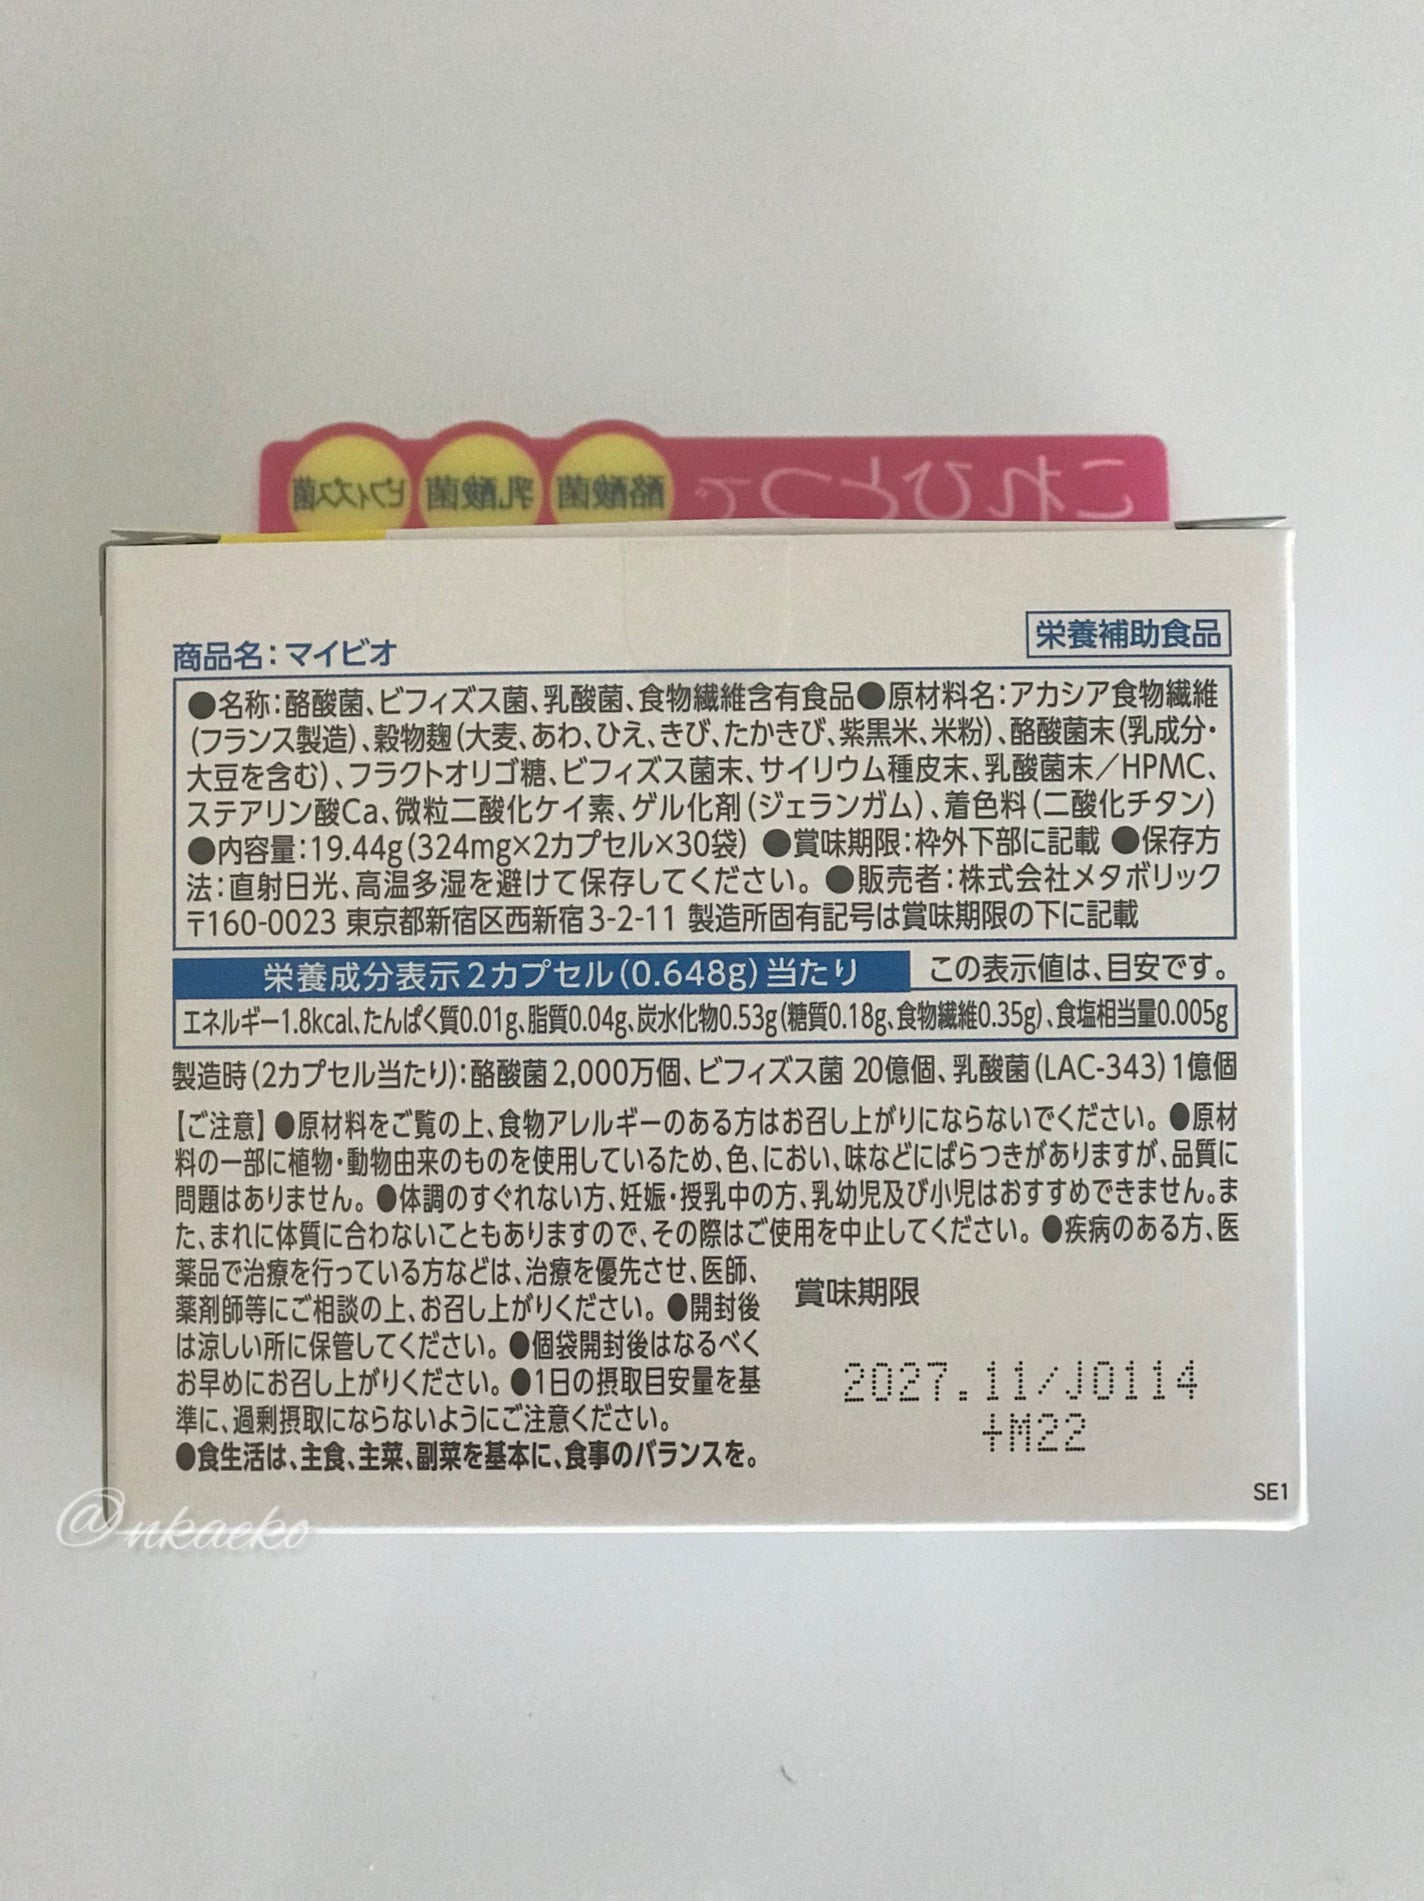 これひとつで 酪酸菌 乳酸菌 ビフィズス菌
商品名：マイビオ
栄養補助食品
●名称：酪酸菌、ビフィズス菌、乳酸菌、食物繊維含有食品●原材料名：アカシア食物繊維
(フランス製造)、穀物麹(大麦、あわ、ひえ、きび、たかきび、紫黒米、米粉)、酪酸菌末(乳成分・
大豆を含む)、フラクトオリゴ糖、ビフィズス菌末、サイリウム種皮末、乳酸菌末／HPMC、
ステアリン酸Ca、微粒二酸化ケイ素、ゲル化剤(ジェランガム)、着色料(二酸化チタン)
●内容量：19.44g(324mg×2カプセル×30袋) ●賞味期限：枠外下部に記載 ●保存方
法：直射日光、高温多湿を避けて保存してください。●販売者：株式会社メタボリック
〒160-0023 東京都新宿区西新宿3-2-11 製造所固有記号は賞味期限の下に記載
栄養成分表示2カプセル(0.648g)当たり この表示値は、目安です。
エネルギー1.8kcal、たんぱく質0.01g、脂質0.04g、炭水化物0.53g(糖質0.18g、食物繊維0.35g)、食塩相当量0.005g
製造時(2カプセル当たり)：酪酸菌2,000万個、ビフィズス菌 20億個、乳酸菌(LAC-343)1億個
【ご注意】●原材料をご覧の上、食物アレルギーのある方はお召し上がりにならないでください。●原材
料の一部に植物・動物由来のものを使用しているため、色、におい、味などにばらつきがありますが、品質に
問題はありません。●体調のすぐれない方、妊娠・授乳中の方、乳幼児及び小児はおすすめできません。ま
た、まれに体質に合わないこともありますので、その際はご使用を中止してください。●疾病のある方、医
薬品で治療を行っている方などは、治療を優先させ、医師、
薬剤師等にご相談の上、お召し上がりください。●開封後
は涼しい所に保管してください。●個袋開封後はなるべく
お早めにお召し上がりください。●1日の摂取目安量を基
準に、過剰摂取にならないようにご注意ください。
●食生活は、主食、主菜、副菜を基本に、食事のバランスを。
賞味期限
2027.11/J0114
+M22
SE1
@nkaeko